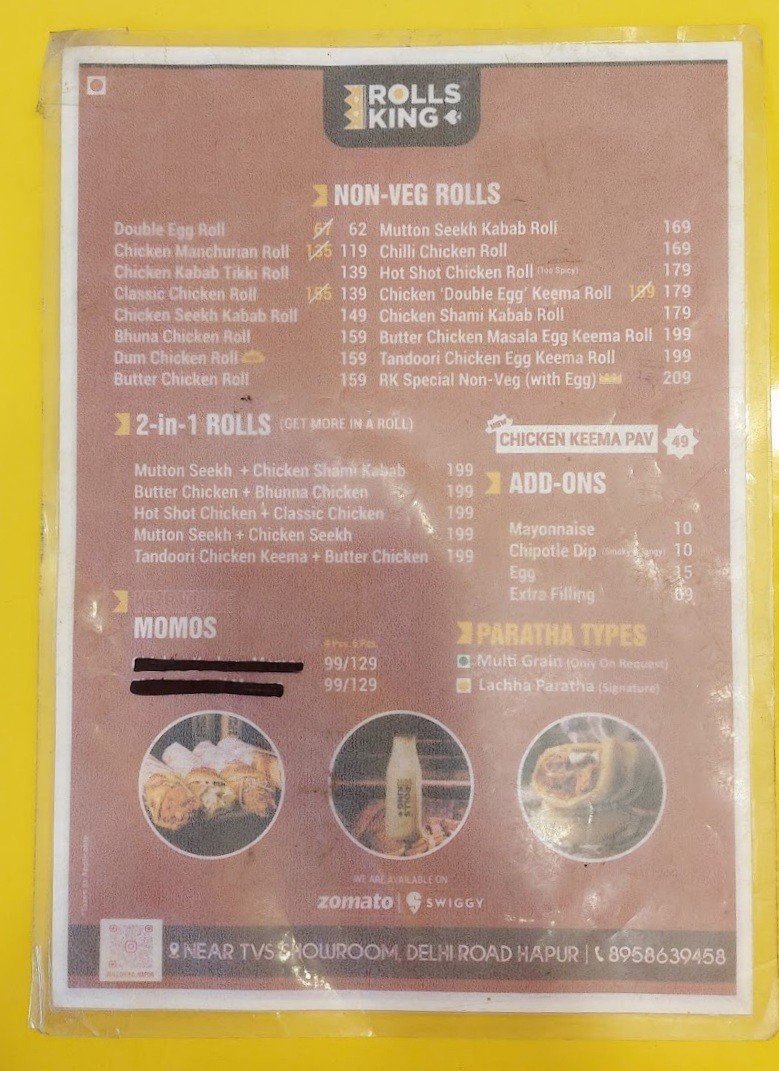 ROLLS
KING
NON-VEG ROLLS
Double Egg Roll 67 62
Chicken Manchurian Roll 135 119
Chicken Kabab Tikki Roll 139
Classic Chicken Roll 155 139
Chicken Seekh Kabab Roll 149
Bhuna Chicken Roll 159
Dum Chicken Roll 159
Butter Chicken Roll 159
Mutton Seekh Kabab Roll 169
Chilli Chicken Roll 169
Hot Shot Chicken Roll (Too Spicy) 179
Chicken 'Double Egg' Keema Roll 199 179
Chicken Shami Kabab Roll 179
Butter Chicken Masala Egg Keema Roll 199
Tandoori Chicken Egg Keema Roll 199
RK Special Non-Veg (with Egg) 209
2-in-1 ROLLS (GET MORE IN A ROLL)
Mutton Seekh + Chicken Shami Kabab 199
Butter Chicken + Bhunna Chicken 199
Hot Shot Chicken + Classic Chicken 199
Mutton Seekh + Chicken Seekh 199
Tandoori Chicken Keema + Butter Chicken 199
NEW
CHICKEN KEEMA PAV 49
ADD-ONS
Mayonnaise 10
Chipotle Dip (Smoky & Tangy) 10
Egg 15
Extra Filling 69
MOMOS
99/129
99/129
PARATHA TYPES
Multi Grain (Only On Request)
Lachha Paratha (Signature)
WE ARE AVAILABLE ON
zomato | SWIGGY
NEAR TVS SHOWROOM, DELHI ROAD HAPUR | 8958639458